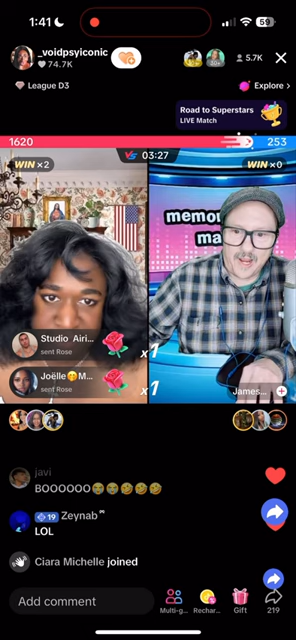 1:41
59
_voidpsyiconic
74.7K
30+
5.7K
League D3
Explore >
Road to Superstars
LIVE Match
1620
VS
253
WIN ×2
03:27
WIN ×0
Studio Airi...
sent Rose
x1
Joëlle😋M...
sent Rose
x1
James...
javi
BOOOOOO😭😭🤣🤣🤣
19 Zeynab
LOL
Ciara Michelle joined
Add comment
Multi-g...
Rechar...
Gift
219